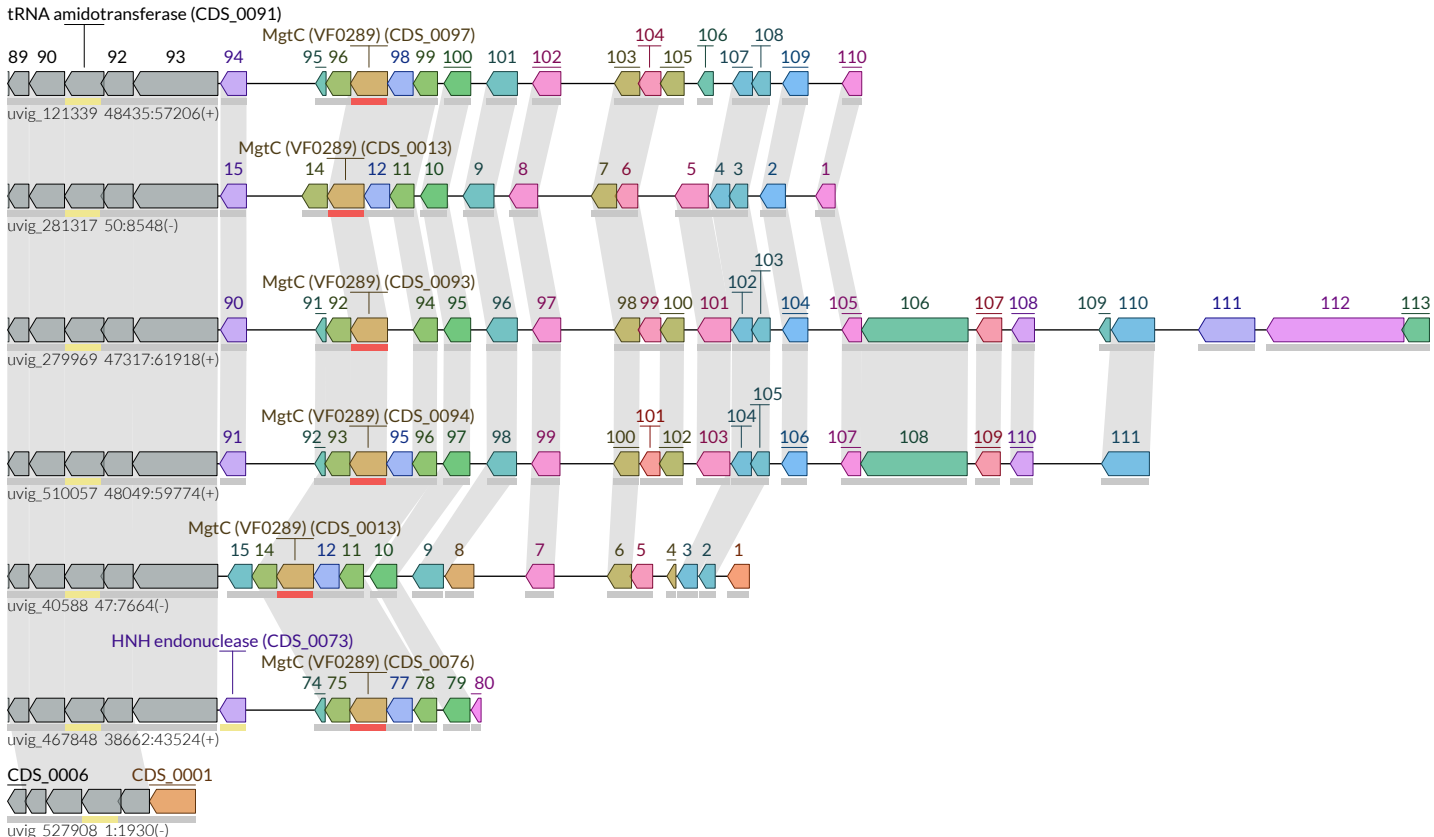 tRNA amidotransferase (CDS_0091)
MgtC (VF0289) (CDS_0097) 104 106 108
89 90 92 93 94 95 96 98 99 100 101 102 103 105 107 109 110
uvig_121339 48435:57206(+)
MgtC (VF0289) (CDS_0013)
15 14 12 11 10 9 8 7 6 5 4 3 2 1
uvig_281317 50:8548(-)
103
MgtC (VF0289) (CDS_0093) 102
90 91 92 94 95 96 97 98 99 100 101 104 105 106 107 108 109 110 111 112 113
uvig_279969 47317:61918(+)
105
MgtC (VF0289) (CDS_0094) 101 104
91 92 93 95 96 97 98 99 100 102 103 106 107 108 109 110 111
uvig_510057 48049:59774(+)
MgtC (VF0289) (CDS_0013)
15 14 12 11 10 9 8 7 6 5 4 3 2 1
uvig_40588 47:7664(-)
HNH endonuclease (CDS_0073)
MgtC (VF0289) (CDS_0076)
74 75 77 78 79 80
uvig_467848 38662:43524(+)
CDS_0006 CDS_0001
uvig_527908 1:1930(-)